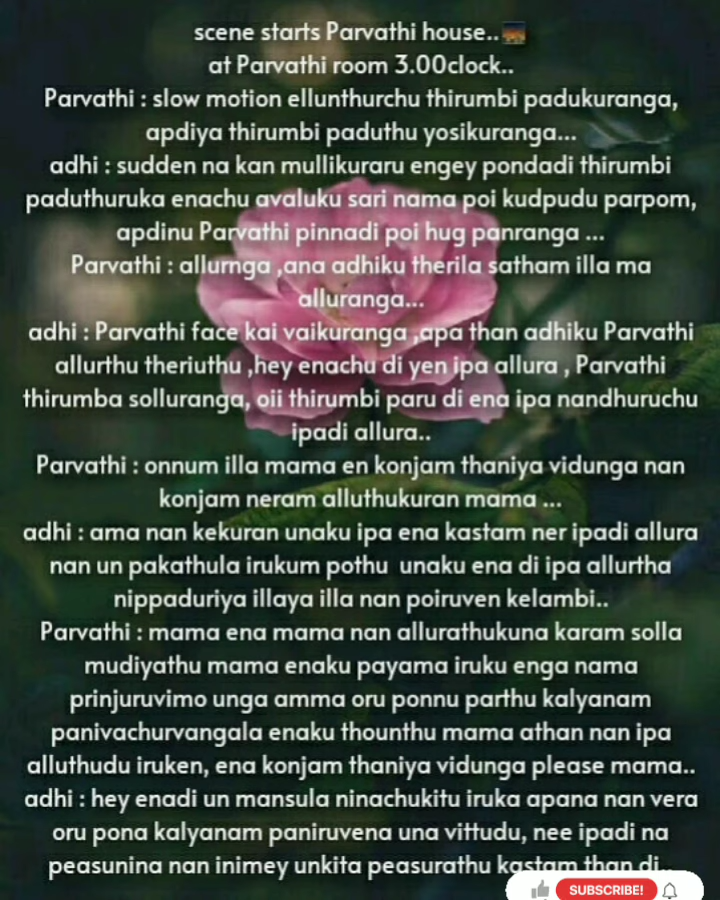 scene starts Parvathi house..🌆
at Parvathi room 3.00clock..
Parvathi : slow motion ellunthurchu thirumbi padukuranga,
apdiya thirumbi paduthu yosikuranga...
adhi : sudden na kan mullikuraru engey pondadi thirumbi
paduthuruka enachu avaluku sari nama poi kudpudu parpom,
apdinu Parvathi pinnadi poi hug panranga ...
Parvathi : allurnga ,ana adhiku therila satham illa ma
alluranga...
adhi : Parvathi face kai vaikuranga ,apa than adhiku Parvathi
allurthu theriuthu ,hey enachu di yen ipa allura , Parvathi
thirumba solluranga, oii thirumbi paru di ena ipa nandhuruchu
ipadi allura..
Parvathi : onnum illa mama en konjam thaniya vidunga nan
konjam neram alluthukuran mama ...
adhi : ama nan kekuran unaku ipa ena kastam ner ipadi allura
nan un pakathula irukum pothu unaku ena di ipa allurtha
nippaduriya illaya illa nan poiruven kelambi..
Parvathi : mama ena mama nan allurathukuna karam solla
mudiyathu mama enaku payama iruku enga nama
prinjuruvimo unga amma oru ponnu parthu kalyanam
panivachurvangala enaku thounthu mama athan nan ipa
alluthudu iruken, ena konjam thaniya vidunga please mama..
adhi : hey enadi un mansula ninachukitu iruka apana nan vera
oru pona kalyanam paniruvena una vittudu, nee ipadi na
peasunina nan inimey unkita peasurathu kastam than di..
SUBSCRIBE!